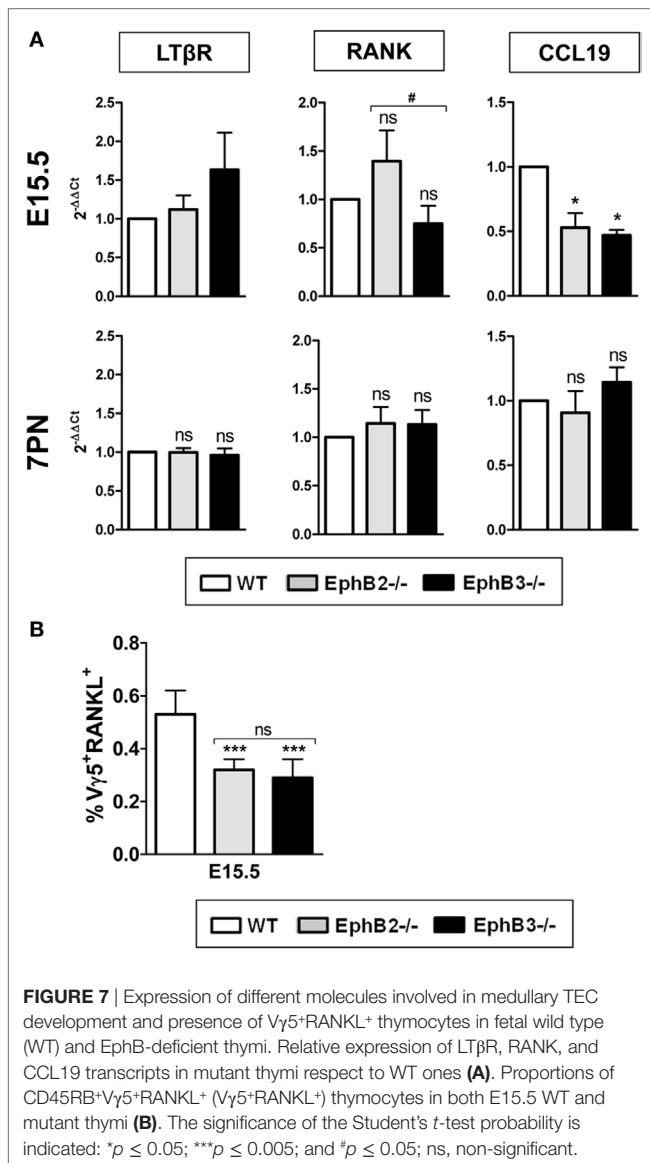 A
LTβR RANK CCL19
E15.5
2^-ΔΔCt
2.5
2.0
1.5
1.0
0.5
0.0
2.0
1.5
1.0
0.5
0.0
#
ns
ns
1.5
1.0
0.5
0.0
* *
7PN
2^-ΔΔCt
2.5
2.0
1.5
1.0
0.5
0.0
ns ns
2.0
1.5
1.0
0.5
0.0
ns ns
1.5
1.0
0.5
0.0
ns
ns
WT EphB2-/- EphB3-/-
B
% Vγ5⁺RANKL⁺
0.8
0.6
0.4
0.2
0.0
ns
*** ***
E15.5
WT EphB2-/- EphB3-/-
FIGURE 7 | Expression of different molecules involved in medullary TEC
development and presence of Vγ5⁺RANKL⁺ thymocytes in fetal wild type
(WT) and EphB-deficient thymi. Relative expression of LTβR, RANK, and
CCL19 transcripts in mutant thymi respect to WT ones (A). Proportions of
CD45RB⁺Vγ5⁺RANKL⁺ (Vγ5⁺RANKL⁺) thymocytes in both E15.5 WT and
mutant thymi (B). The significance of the Student's t-test probability is
indicated: *p ≤ 0.05; ***p ≤ 0.005; and #p ≤ 0.05; ns, non-significant.